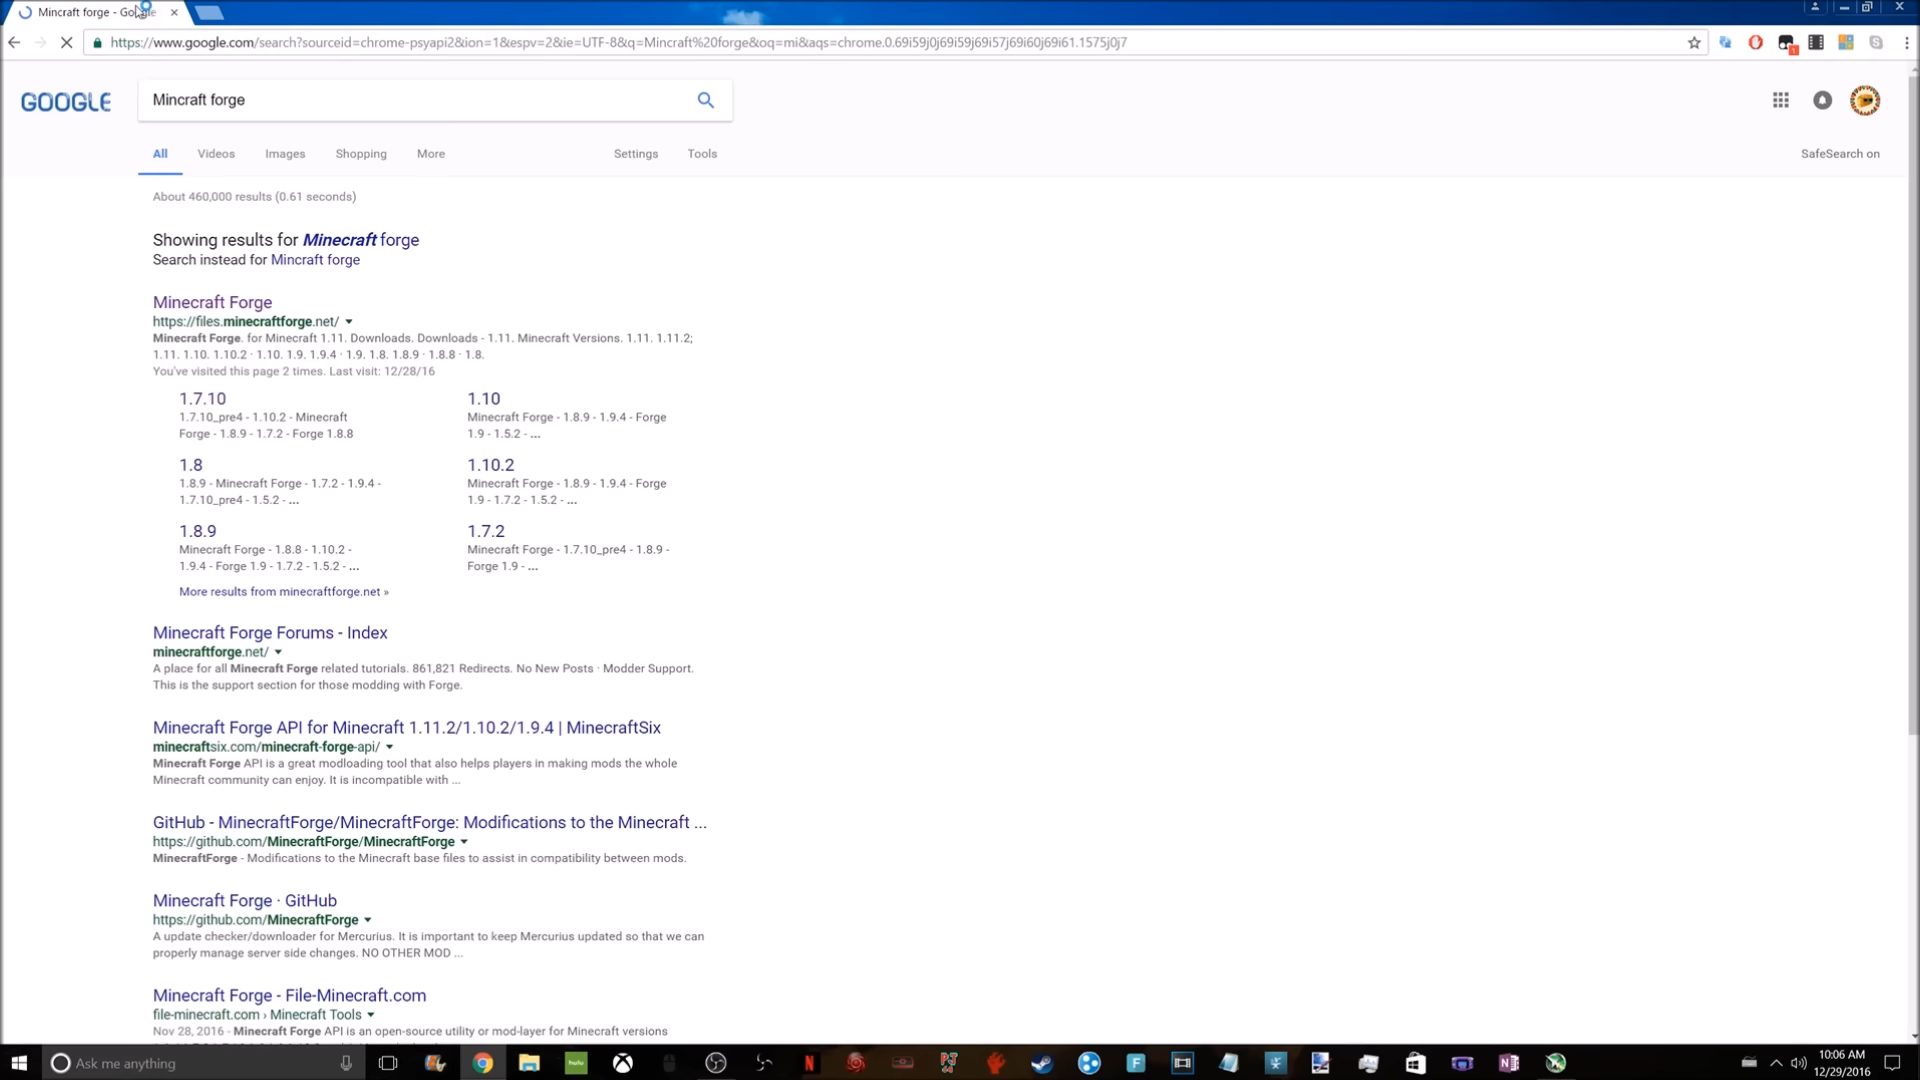 Mincraft forge - Google
https://www.google.com/search?sourceid=chrome-psyapi2&ion=1&espv=2&ie=UTF-8&q=Mincraft%20forge&oq=mi&aqs=chrome.0.69i59j0j69i59j69i57j69i60j69i61.1575j0j7
GOOGLE
Mincraft forge
All Videos Images Shopping More Settings Tools SafeSearch on
About 460,000 results (0.61 seconds)
Showing results for Minecraft forge
Search instead for Mincraft forge
Minecraft Forge
https://files.minecraftforge.net/
Minecraft Forge. for Minecraft 1.11. Downloads. Downloads - 1.11. Minecraft Versions. 1.11. 1.11.2;
1.11. 1.10. 1.10.2 · 1.10. 1.9. 1.9.4 · 1.9. 1.8. 1.8.9 · 1.8.8 · 1.8.
You've visited this page 2 times. Last visit: 12/28/16
1.7.10
1.7.10_pre4 - 1.10.2 - Minecraft
Forge - 1.8.9 - 1.7.2 - Forge 1.8.8
1.10
Minecraft Forge - 1.8.9 - 1.9.4 - Forge
1.9 - 1.5.2 - ...
1.8
1.8.9 - Minecraft Forge - 1.7.2 - 1.9.4 -
1.7.10_pre4 - 1.5.2 - ...
1.10.2
Minecraft Forge - 1.8.9 - 1.9.4 - Forge
1.9 - 1.7.2 - 1.5.2 - ...
1.8.9
Minecraft Forge - 1.8.8 - 1.10.2 -
1.9.4 - Forge 1.9 - 1.7.2 - 1.5.2 - ...
1.7.2
Minecraft Forge - 1.7.10_pre4 - 1.8.9 -
Forge 1.9 - ...
More results from minecraftforge.net »
Minecraft Forge Forums - Index
minecraftforge.net/
A place for all Minecraft Forge related tutorials. 861,821 Redirects. No New Posts · Modder Support.
This is the support section for those modding with Forge.
Minecraft Forge API for Minecraft 1.11.2/1.10.2/1.9.4 | MinecraftSix
minecraftsix.com/minecraft-forge-api/
Minecraft Forge API is a great modloading tool that also helps players in making mods the whole
Minecraft community can enjoy. It is incompatible with ...
GitHub - MinecraftForge/MinecraftForge: Modifications to the Minecraft ...
https://github.com/MinecraftForge/MinecraftForge
MinecraftForge - Modifications to the Minecraft base files to assist in compatibility between mods.
Minecraft Forge · GitHub
https://github.com/MinecraftForge
A update checker/downloader for Mercurius. It is important to keep Mercurius updated so that we can
properly manage server side changes. NO OTHER MOD ...
Minecraft Forge - File-Minecraft.com
file-minecraft.com › Minecraft Tools
Nov 28, 2016 - Minecraft Forge API is an open-source utility or mod-layer for Minecraft versions
Ask me anything
hulu
10:06 AM
12/29/2016